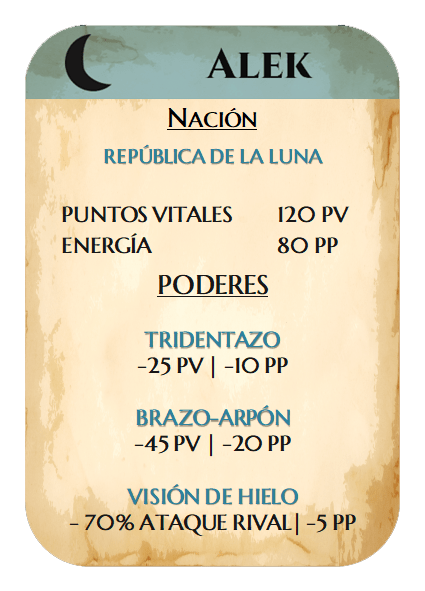 ALEK
NACIÓN
REPÚBLICA DE LA LUNA
PUNTOS VITALES 120 PV
ENERGÍA 80 PP
PODERES
TRIDENTAZO
-25 PV | -10 PP
BRAZO-ARPÓN
-45 PV | -20 PP
VISIÓN DE HIELO
- 70% ATAQUE RIVAL| -5 PP